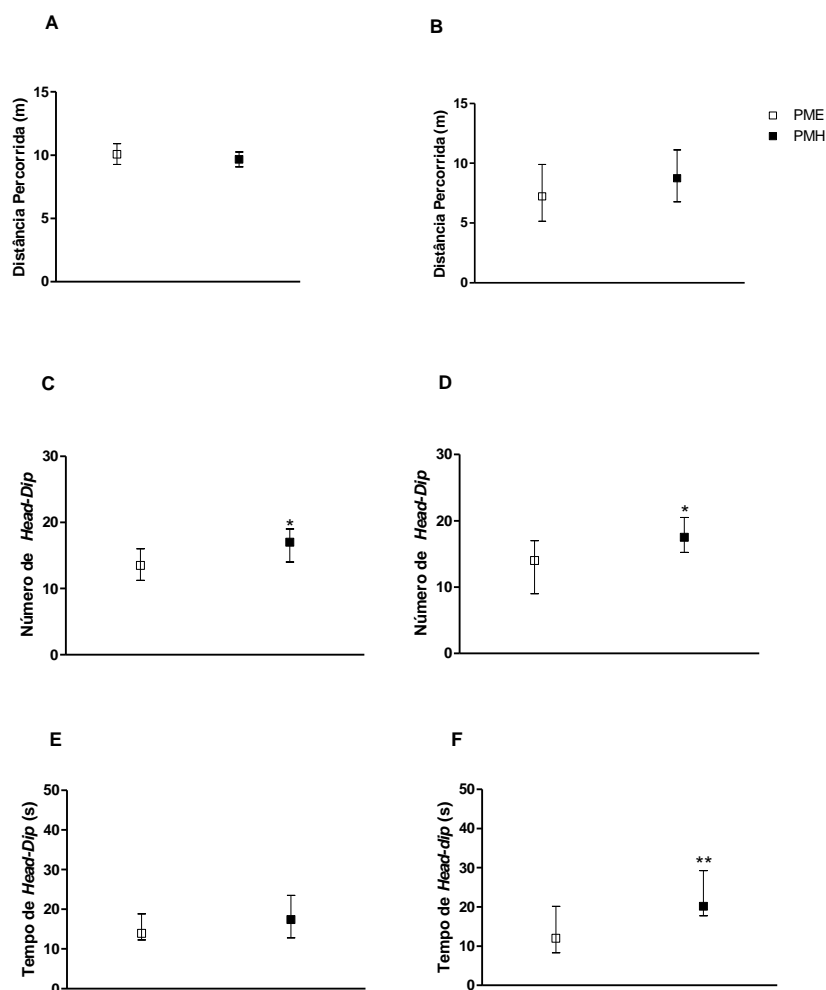 A
B
15
10
5
0
Distância Percorrida (m)
15
10
5
0
Distância Percorrida (m)
PME
PMH
C
D
30
20
10
0
Número de Head-Dip
*
30
20
10
0
Número de Head-Dip
*
E
F
50
40
30
20
10
0
Tempo de Head-Dip (s)
50
40
30
20
10
0
Tempo de Head-dip (s)
**